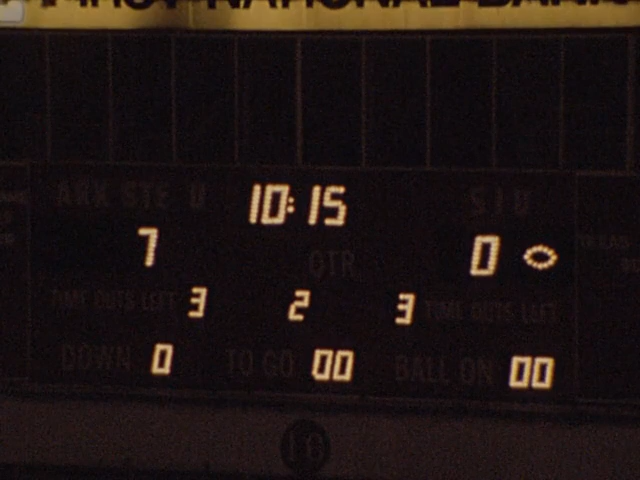 FIRST NATIONAL BANK
ARK STE U 10:15 SIU
7 QTR 0
TIME OUTS LEFT 3 2 3 TIME OUTS LEFT
DOWN 0 TO GO 00 BALL ON 00